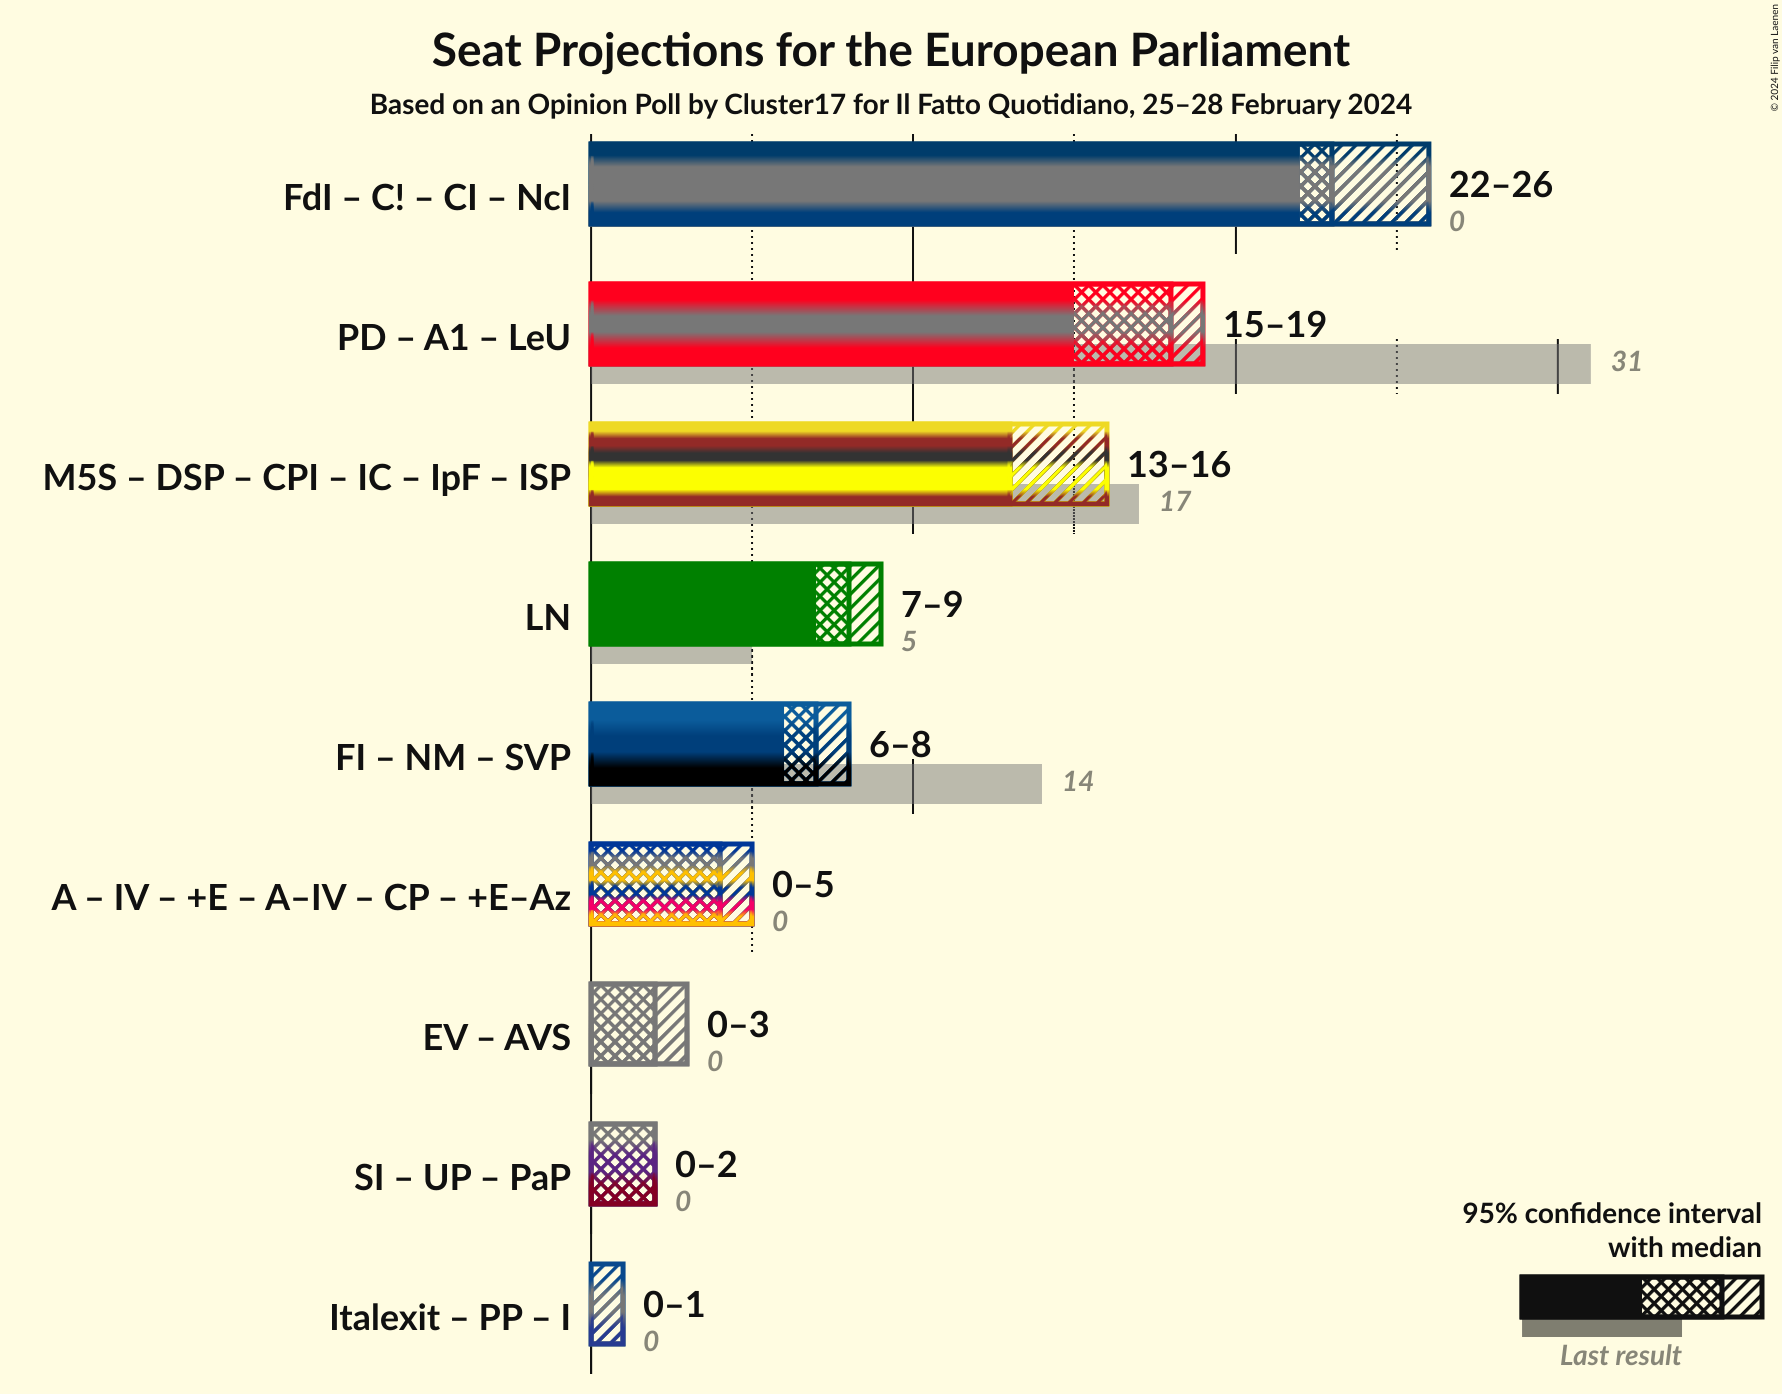 Seat Projections for the European Parliament
Based on an Opinion Poll by Cluster17 for Il Fatto Quotidiano, 25–28 February 2024
© 2024 Filip van Laenen
FdI – C! – CI – NcI
22–26
0
PD – A1 – LeU
15–19
31
M5S – DSP – CPI – IC – IpF – ISP
13–16
17
LN
7–9
5
FI – NM – SVP
6–8
14
A – IV – +E – A–IV – CP – +E–Az
0–5
0
EV – AVS
0–3
0
SI – UP – PaP
0–2
0
Italexit – PP – I
0–1
0
95% confidence interval
with median
Last result